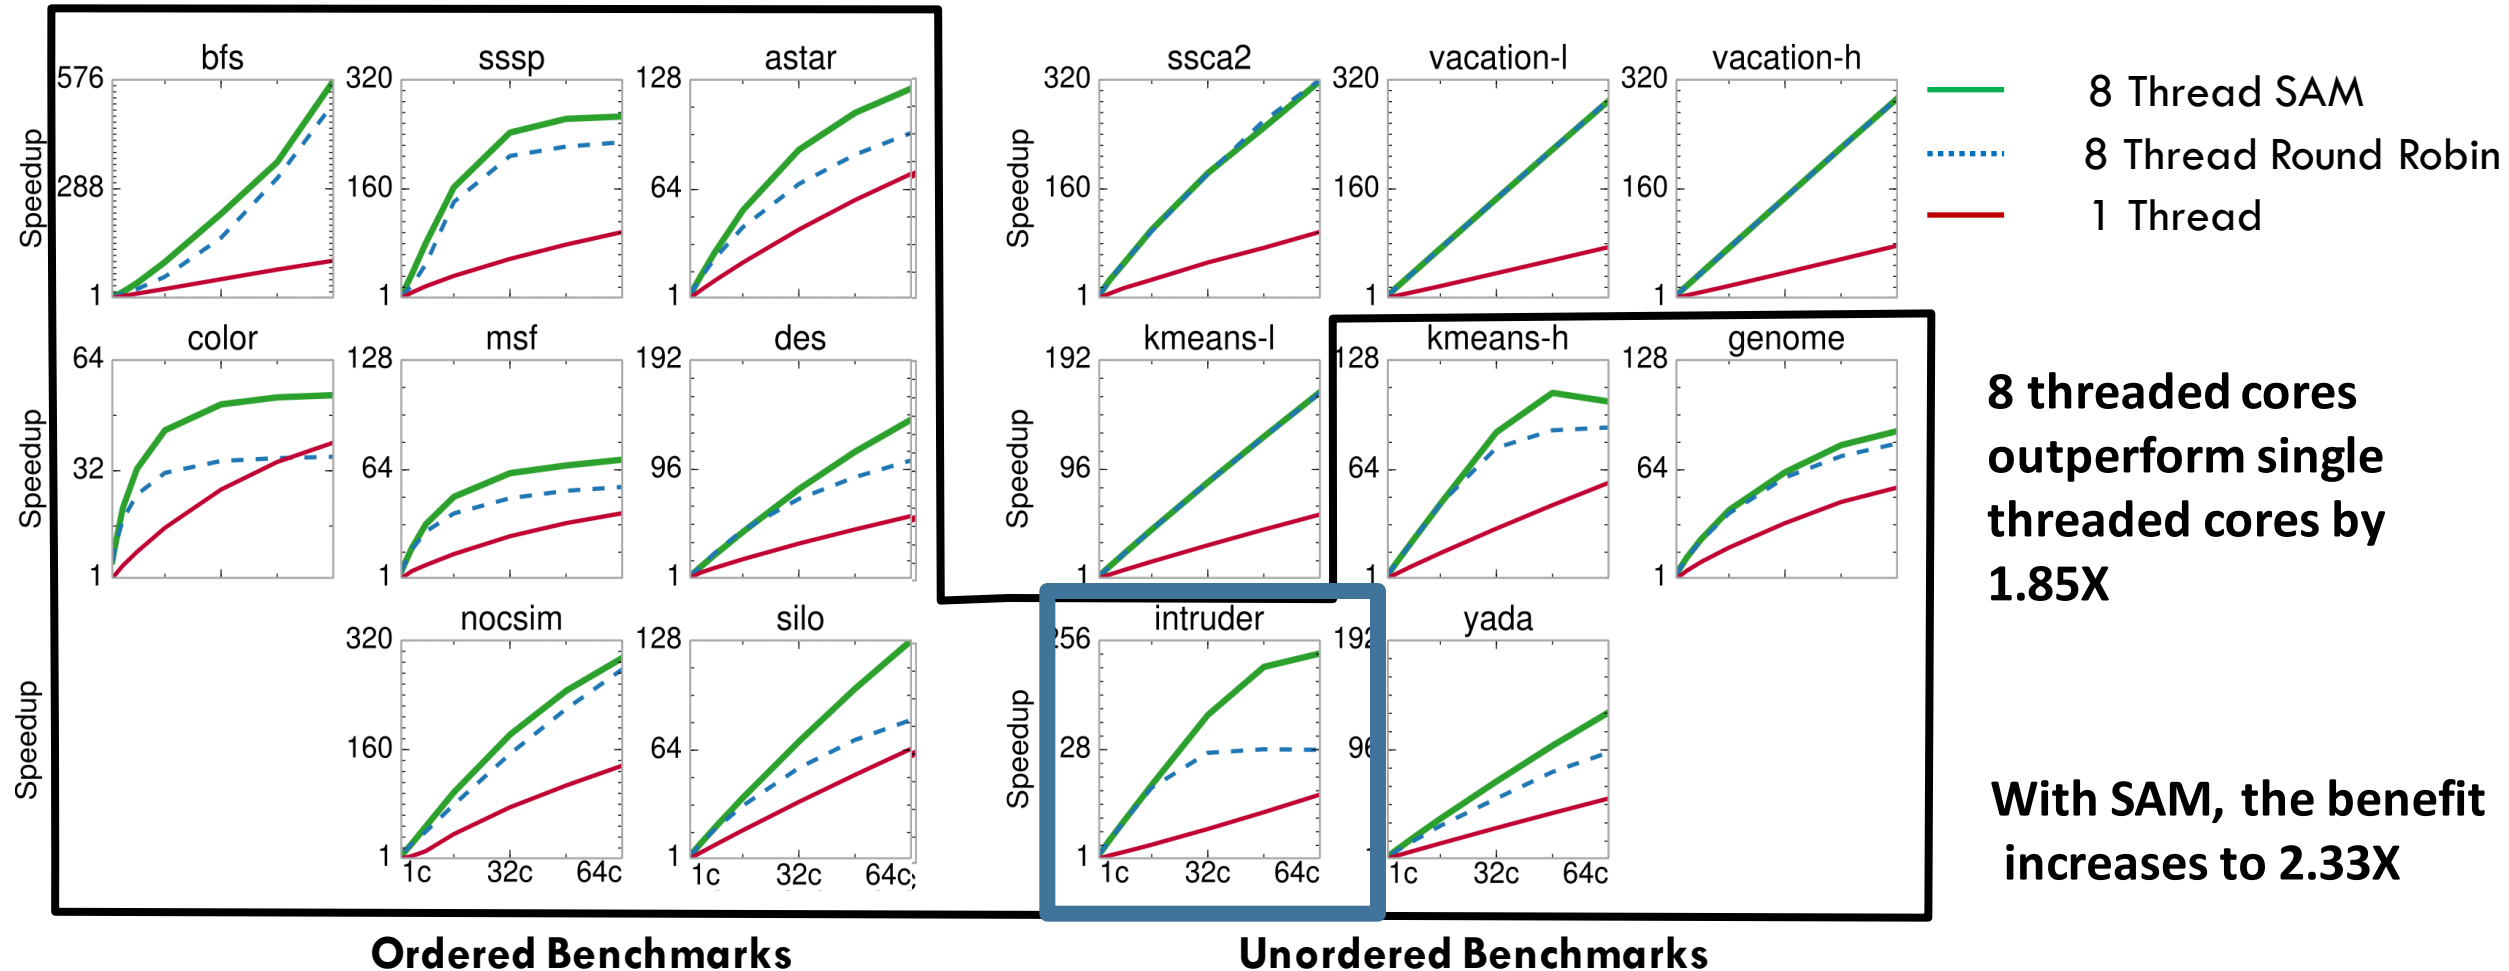 bfs
sssp
astar
ssca2
vacation-l
vacation-h
576
288
1
320
160
1
128
64
1
320
160
1
320
160
1
320
160
1
Speedup
Speedup
8 Thread SAM
8 Thread Round Robin
1 Thread
color
msf
des
kmeans-l
kmeans-h
genome
64
32
1
128
64
1
192
96
1
192
96
1
128
64
1
128
64
1
Speedup
Speedup
8 threaded cores
outperform single
threaded cores by
1.85X
nocsim
silo
intruder
yada
320
160
1
128
64
1
256
28
1
192
96
Speedup
Speedup
1c 32c 64c
1c 32c 64c
1c 32c 64c
1c 32c 64c
With SAM, the benefit
increases to 2.33X
Ordered Benchmarks
Unordered Benchmarks